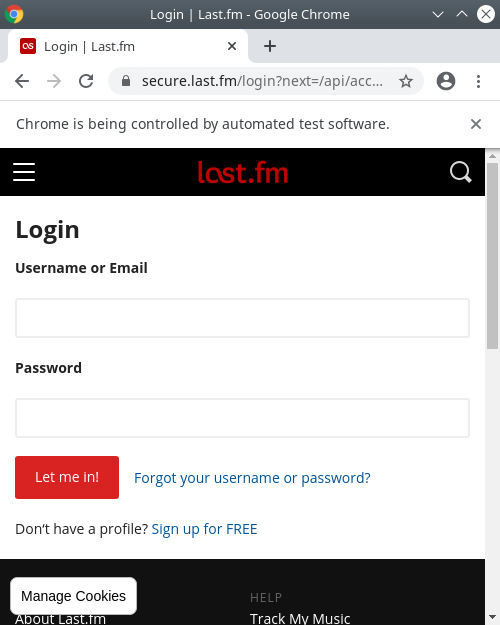 Login | Last.fm - Google Chrome
Login | Last.fm
secure.last.fm/login?next=/api/acc...
Chrome is being controlled by automated test software.
last.fm
Login
Username or Email
Password
Let me in!
Forgot your username or password?
Don't have a profile? Sign up for FREE
HELP
Manage Cookies
About Last.fm
Track My Music